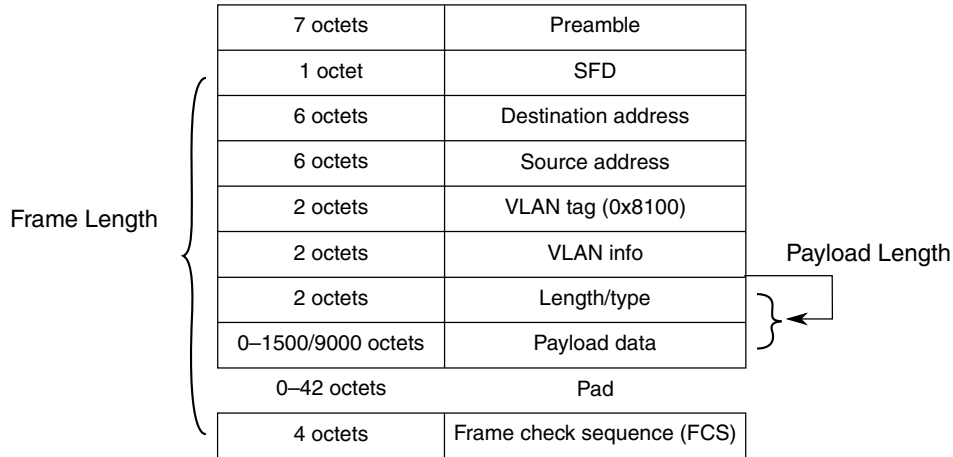 7 octets Preamble
1 octet SFD
6 octets Destination address
6 octets Source address
2 octets VLAN tag (0x8100)
Frame Length
2 octets VLAN info
Payload Length
2 octets Length/type
0–1500/9000 octets Payload data
0–42 octets Pad
4 octets Frame check sequence (FCS)